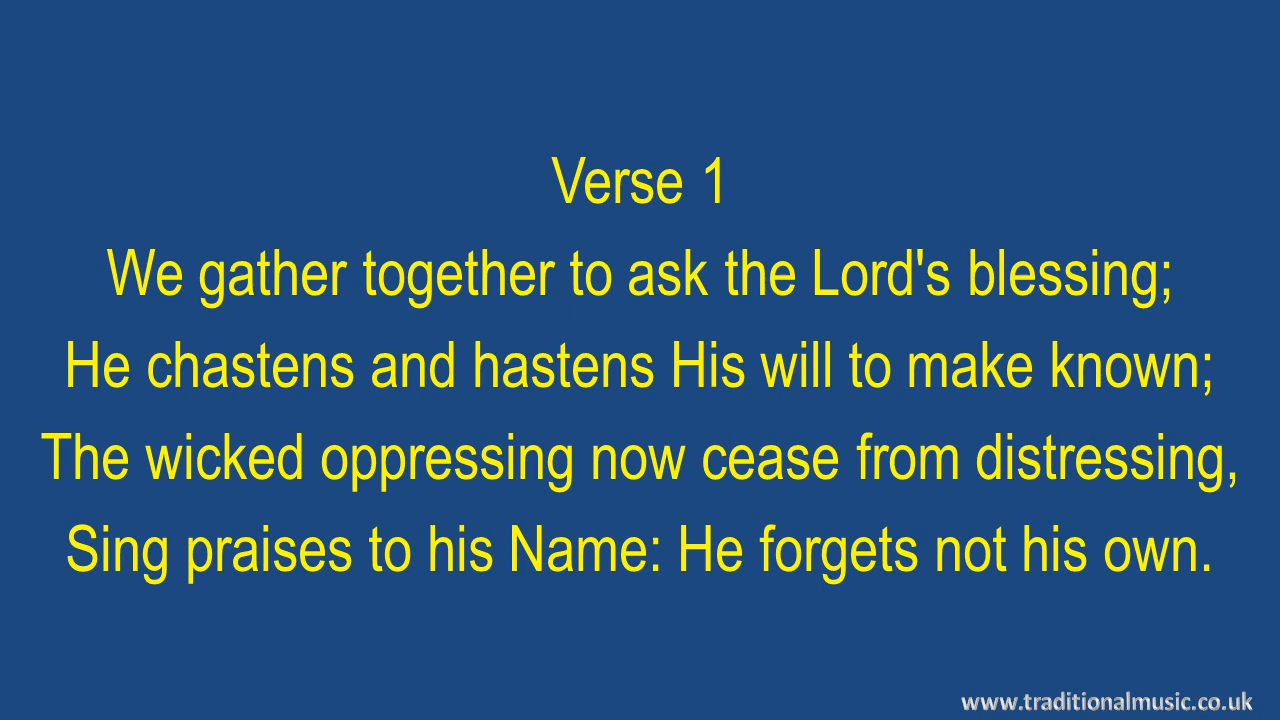 Verse 1
We gather together to ask the Lord's blessing;
He chastens and hastens His will to make known;
The wicked oppressing now cease from distressing,
Sing praises to his Name: He forgets not his own.
www.traditionalmusic.co.uk